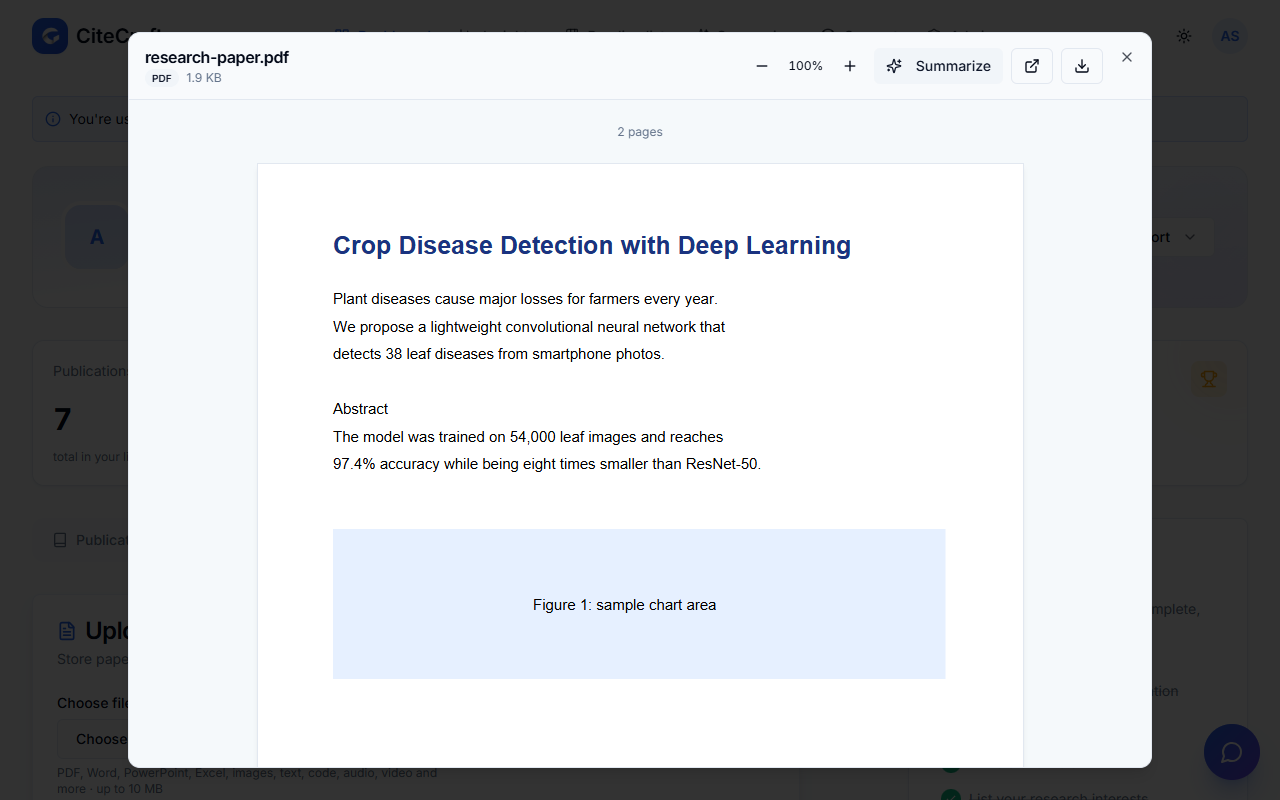 CiteC
AS
research-paper.pdf
PDF 1.9 KB
100%
Summarize
You're us
2 pages
A
ort
Crop Disease Detection with Deep Learning
Plant diseases cause major losses for farmers every year.
We propose a lightweight convolutional neural network that
detects 38 leaf diseases from smartphone photos.
Abstract
The model was trained on 54,000 leaf images and reaches
97.4% accuracy while being eight times smaller than ResNet-50.
Figure 1: sample chart area
Publication
7
total in your li
Publicat
Uplo
Store pape
Choose file
Choose
PDF, Word, PowerPoint, Excel, images, text, code, audio, video and
more · up to 10 MB
mplete,
tion
List your research interests